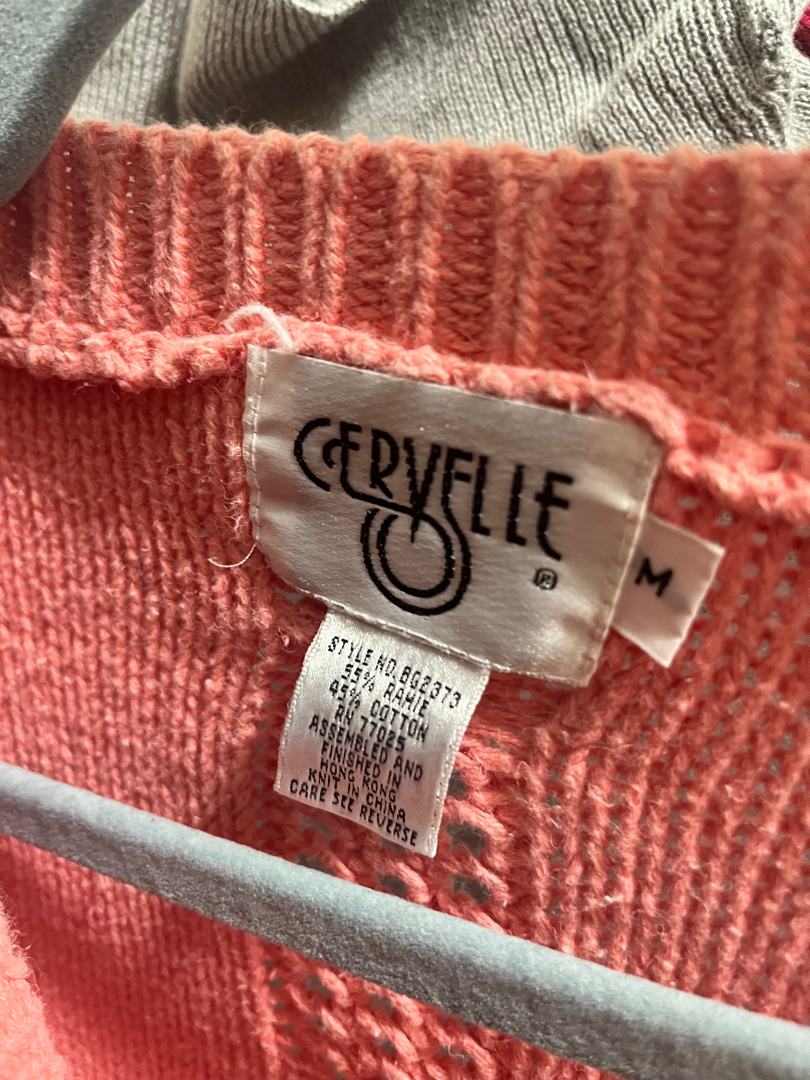 CERVELLE
®
M
STYLE NO. BG2373
55% RAMIE
45% COTTON
RN 77025
ASSEMBLED AND
FINISHED IN
HONG KONG
KNIT IN CHINA
CARE SEE REVERSE